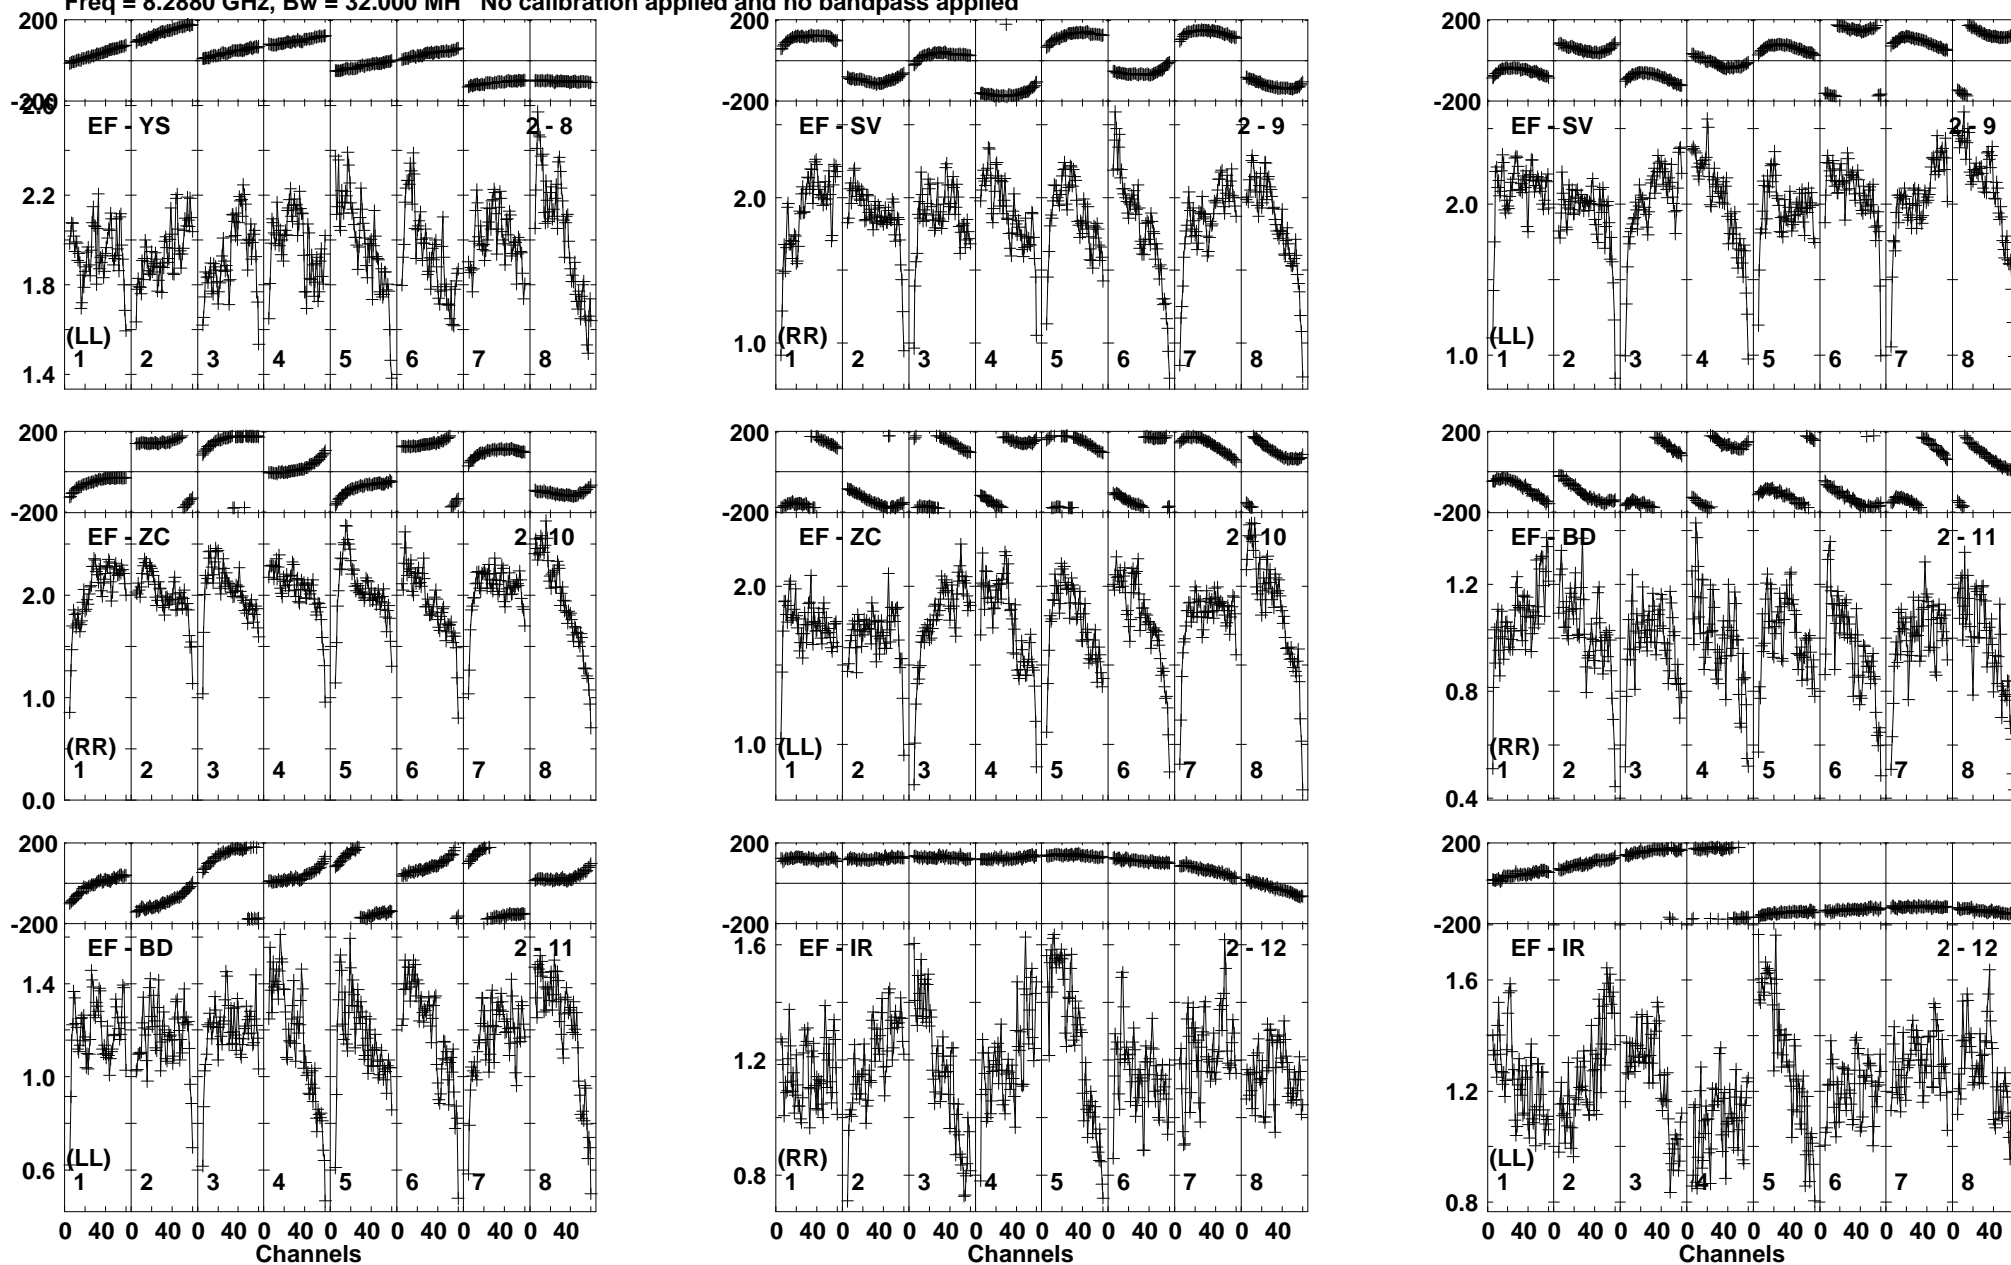 Freq = 8.2880 GHz, Bw = 32.000 MH No calibration applied and no bandpass applied
200 200 200
-200 -200 -200
2.6
EF - YS 2 - 8 EF - SV 2 - 9 EF - SV 2 - 9
2.2 2.0 2.0
1.8
(LL) 1.0 (RR) 1.0 (LL)
1 2 3 4 5 6 7 8 1 2 3 4 5 6 7 8 1 2 3 4 5 6 7 8
1.4
200 200 200
-200 -200 -200
EF - ZC 2 - 10 EF - ZC 2 - 10 EF - BD 2 - 11
2.0 2.0 1.2
1.0 0.8
(RR) 1.0 (LL) (RR)
1 2 3 4 5 6 7 8 1 2 3 4 5 6 7 8 1 2 3 4 5 6 7 8
0.0 0.4
200 200 200
-200 -200 -200
EF - BD 2 - 11 EF - IR 2 - 12 EF - IR 2 - 12
1.4 1.6 1.6
1.0 1.2 1.2
0.6 (LL) 0.8 (RR) 0.8 (LL)
1 2 3 4 5 6 7 8 1 2 3 4 5 6 7 8 1 2 3 4 5 6 7 8
0 40 0 40 0 40 0 40 0 40 0 40 0 40 0 40 0 40 0 40 0 40 0 40 0 40 0 40 0 40 0 40 0 40 0 40 0 40 0 40 0 40 0 40 0 40 0 40
Channels Channels Channels